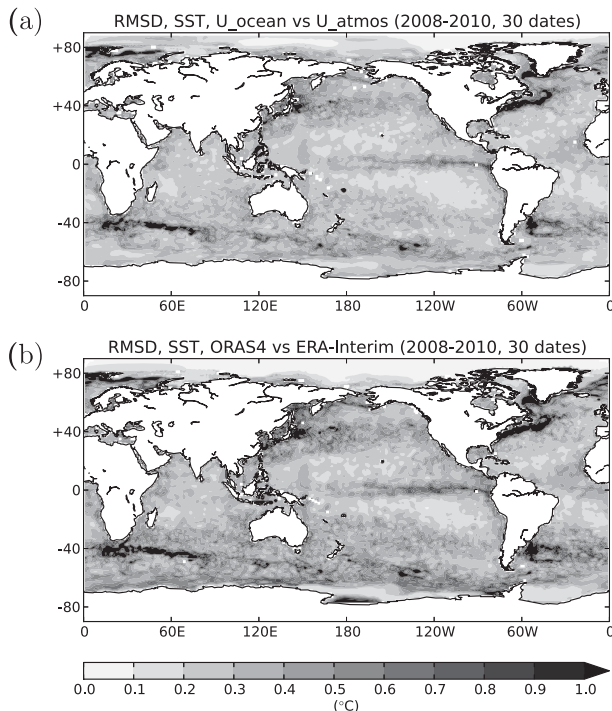 (a)
RMSD, SST, U_ocean vs U_atmos (2008-2010, 30 dates)
+80
+40
0
-40
-80
0 60E 120E 180 120W 60W 0
(b)
RMSD, SST, ORAS4 vs ERA-Interim (2008-2010, 30 dates)
+80
+40
0
-40
-80
0 60E 120E 180 120W 60W 0
0.0 0.1 0.2 0.3 0.4 0.5 0.6 0.7 0.8 0.9 1.0
(°C)